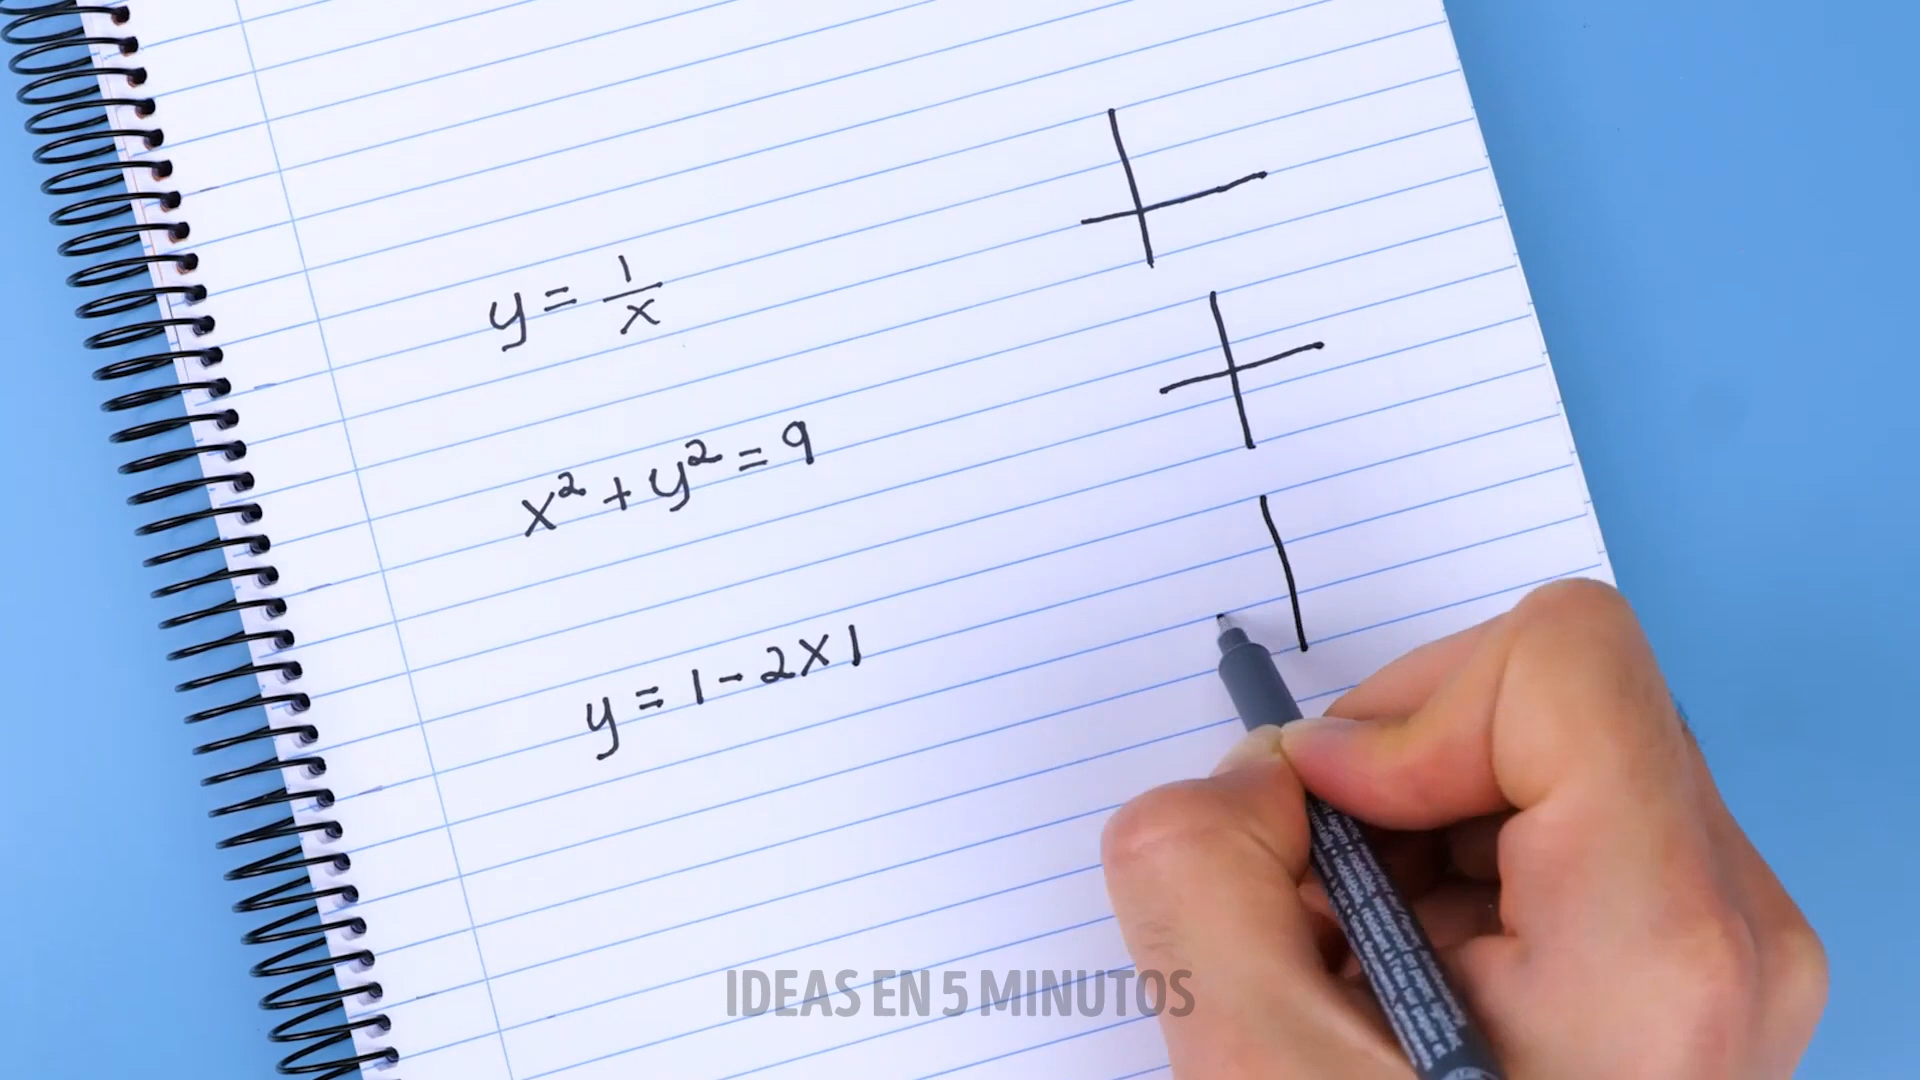 y = 1/x
x² + y² = 9
y = 1 - 2x1
IDEAS EN 5 MINUTOS